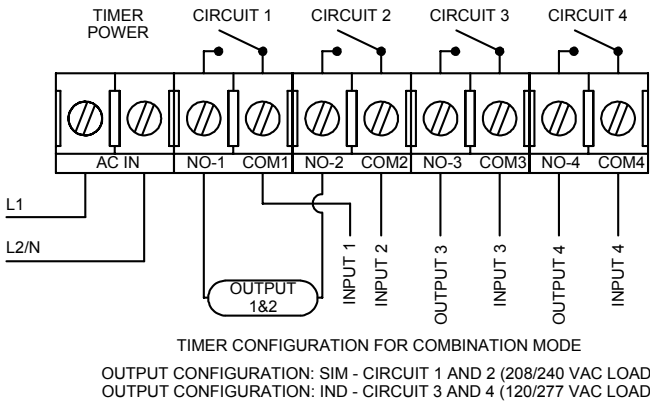 TIMER POWER
CIRCUIT 1
CIRCUIT 2
CIRCUIT 3
CIRCUIT 4
AC IN
NO-1
COM1
NO-2
COM2
NO-3
COM3
NO-4
COM4
L1
L2/N
OUTPUT 1&2
INPUT 1
INPUT 2
OUTPUT 3
INPUT 3
OUTPUT 4
INPUT 4
TIMER CONFIGURATION FOR COMBINATION MODE
OUTPUT CONFIGURATION: SIM - CIRCUIT 1 AND 2 (208/240 VAC LOAD
OUTPUT CONFIGURATION: IND - CIRCUIT 3 AND 4 (120/277 VAC LOAD